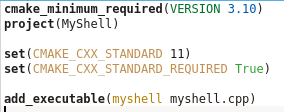 cmake_minimum_required(VERSION 3.10)
project(MyShell)
set(CMAKE_CXX_STANDARD 11)
set(CMAKE_CXX_STANDARD_REQUIRED True)
add_executable(myshell myshell.cpp)